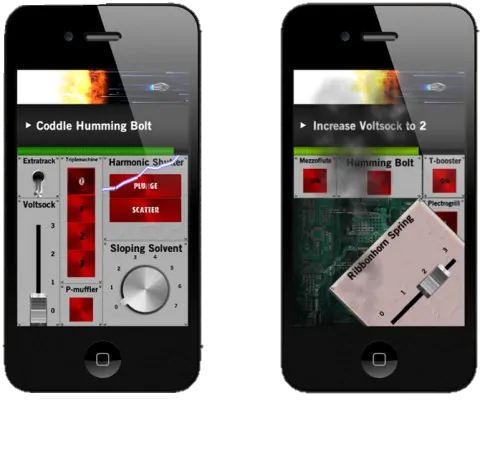 ▸ Coddle Humming Bolt
Extratrack
Triplemachine
Harmonic Shutter
0
PLUNGE
SCATTER
Voltsock
3
2
1
0
2
3
P-muffler
Sloping Solvent
0
1
2
3
4
5
6
7
▸ Increase Voltsock to 2
Mezzoflute
Humming Bolt
T-booster
Plectrogrill
Ribbonhorn Spring
0
1
2
3